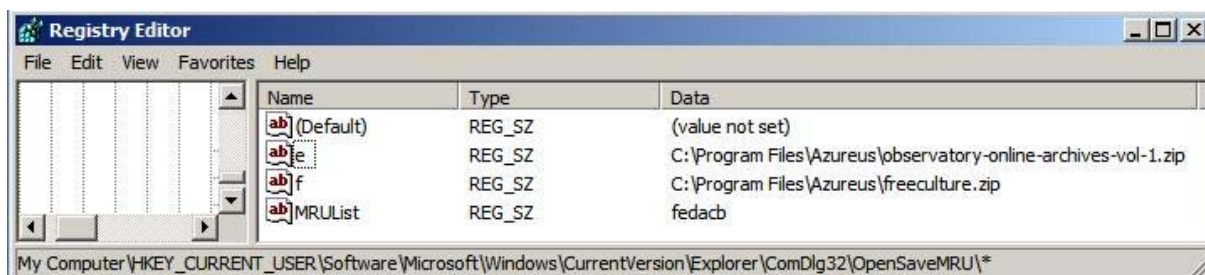 Registry Editor
File Edit View Favorites Help
Name Type Data
(Default) REG_SZ (value not set)
e REG_SZ C:\Program Files\Azureus\observatory-online-archives-vol-1.zip
f REG_SZ C:\Program Files\Azureus\freeculture.zip
MRUList REG_SZ fedacb
My Computer\HKEY_CURRENT_USER\Software\Microsoft\Windows\CurrentVersion\Explorer\ComDlg32\OpenSaveMRU\*